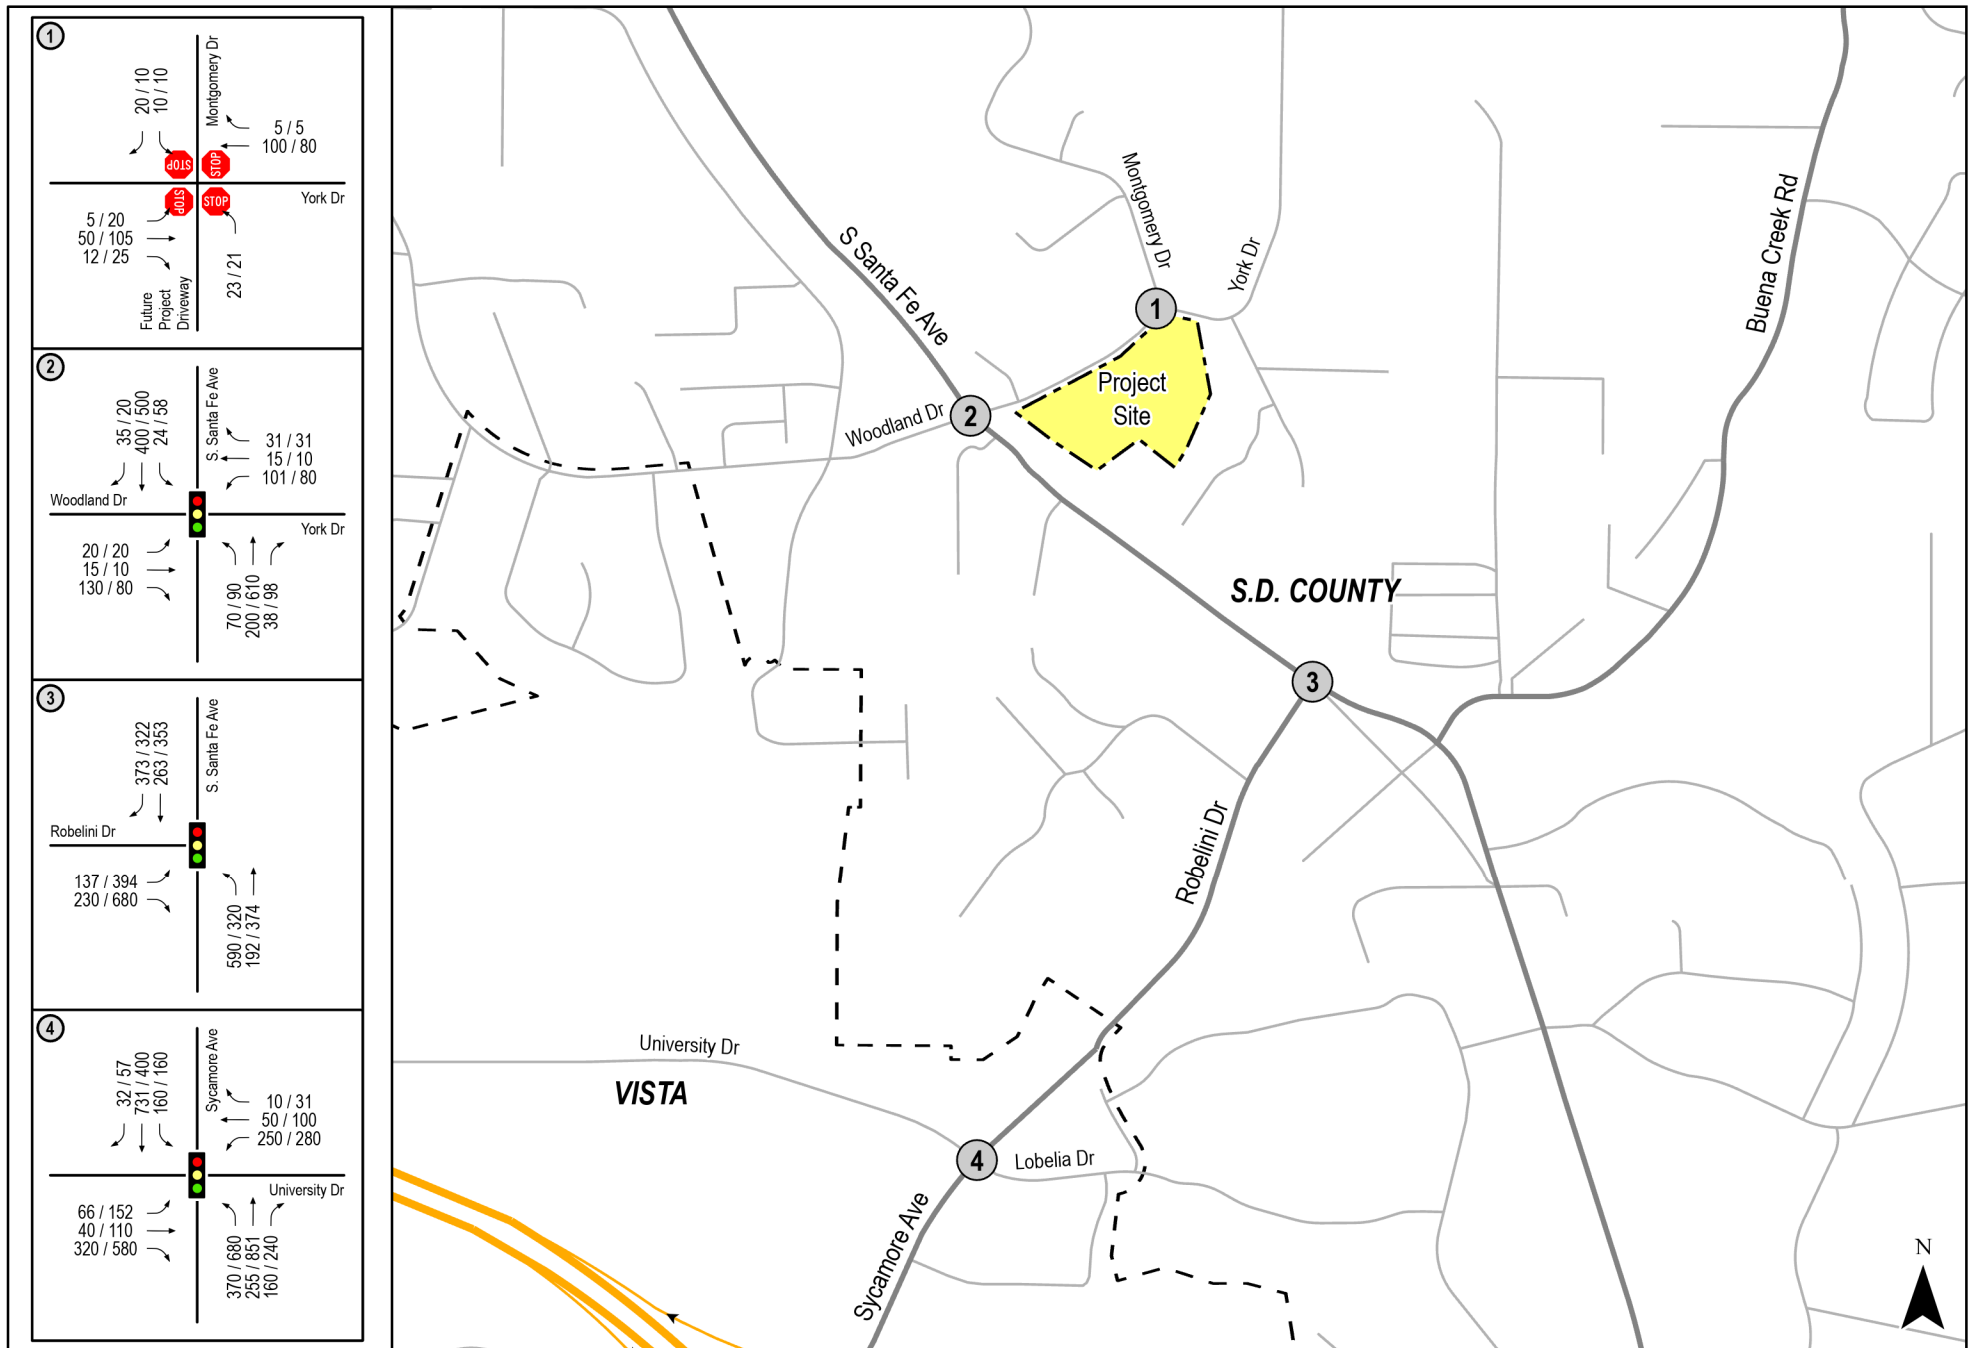 1
20 / 10
10 / 10
Montgomery Dr
5 / 5
100 / 80
STOP
STOP
STOP
STOP
York Dr
5 / 20
50 / 105
12 / 25
23 / 21
Future
Project
Driveway
2
35 / 20
400 / 500
24 / 58
S. Santa Fe Ave
31 / 31
15 / 10
101 / 80
Woodland Dr
York Dr
20 / 20
15 / 10
130 / 80
70 / 90
200 / 610
38 / 98
3
373 / 322
263 / 353
S. Santa Fe Ave
Robelini Dr
137 / 394
230 / 680
590 / 320
192 / 374
4
32 / 57
731 / 400
160 / 160
Sycamore Ave
10 / 31
50 / 100
250 / 280
University Dr
66 / 152
40 / 110
320 / 580
370 / 680
255 / 851
160 / 240
Montgomery Dr
York Dr
S Santa Fe Ave
Buena Creek Rd
1
Project
Site
2
Woodland Dr
S.D. COUNTY
3
Robelini Dr
University Dr
VISTA
4
Lobelia Dr
Sycamore Ave
N